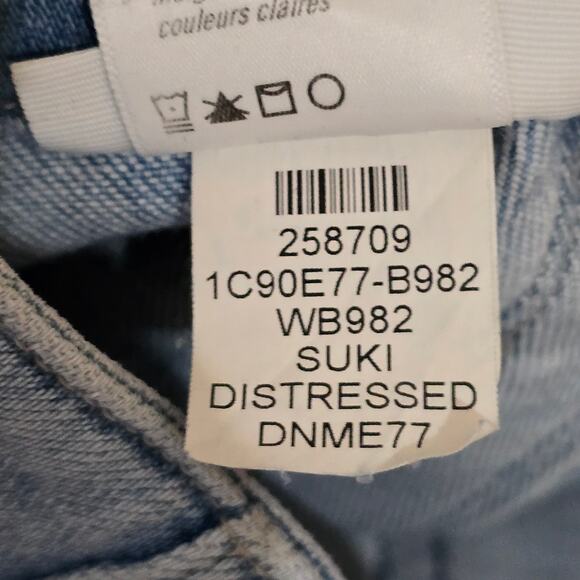 couleurs claires
258709
1C90E77-B982
WB982
SUKI
DISTRESSED
DNME77